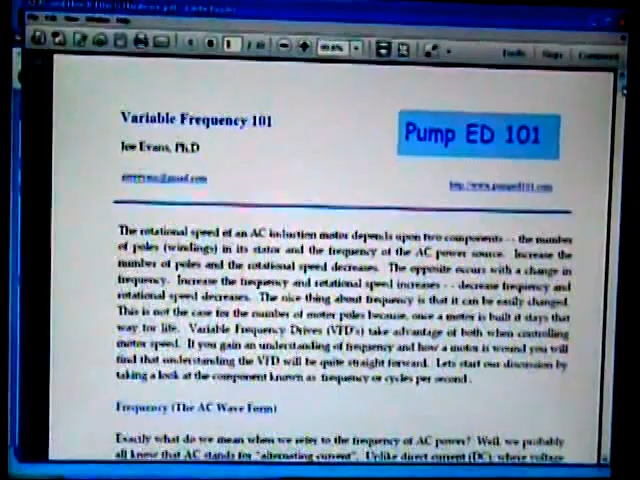 Variable Frequency 101
Pump ED 101
Joe Evans, Ph.D
http://www.pumped101.com
The rotational speed of an AC induction motor depends upon two components - - the number
of poles (windings) in its stator and the frequency of the AC power source. Increase the
number of poles and the rotational speed decreases. The opposite occurs with a change in
frequency. Increase the frequency and rotational speed increases - - decrease frequency and
rotational speed decreases. The nice thing about frequency is that it can be easily changed.
This is not the case for the number of motor poles because, once a motor is built it stays that
way for life. Variable Frequency Drives (VFD's) take advantage of both when controlling
motor speed. If you gain an understanding of frequency and how a motor is wound you will
find that understanding the VFD will be quite straight forward. Lets start our discussion by
taking a look at the component known as frequency or cycles per second.
Frequency (The AC Wave Form)
Exactly what do we mean when we refer to the frequency of AC power? Well, we probably
all know that AC stands for "alternating current". Unlike direct current (DC), where voltage